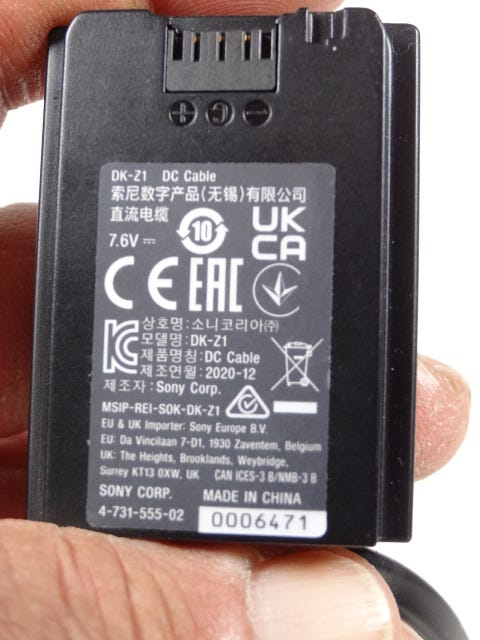 + C −
DK-Z1 DC Cable
索尼数字产品(无锡)有限公司
直流电缆
7.6V ⎓
10
UK
CA
CE EAC
KC
상호명:소니코리아㈜
모델명:DK-Z1
제품명칭:DC Cable
제조연월:2020-12
제조자:Sony Corp.
MSIP-REI-SOK-DK-Z1
EU & UK Importer: Sony Europe B.V.
EU: Da Vincilaan 7-D1, 1930 Zaventem, Belgium
UK: The Heights, Brooklands, Weybridge,
Surrey KT13 0XW, UK CAN ICES-3 B/NMB-3 B
SONY CORP. MADE IN CHINA
4-731-555-02 0006471